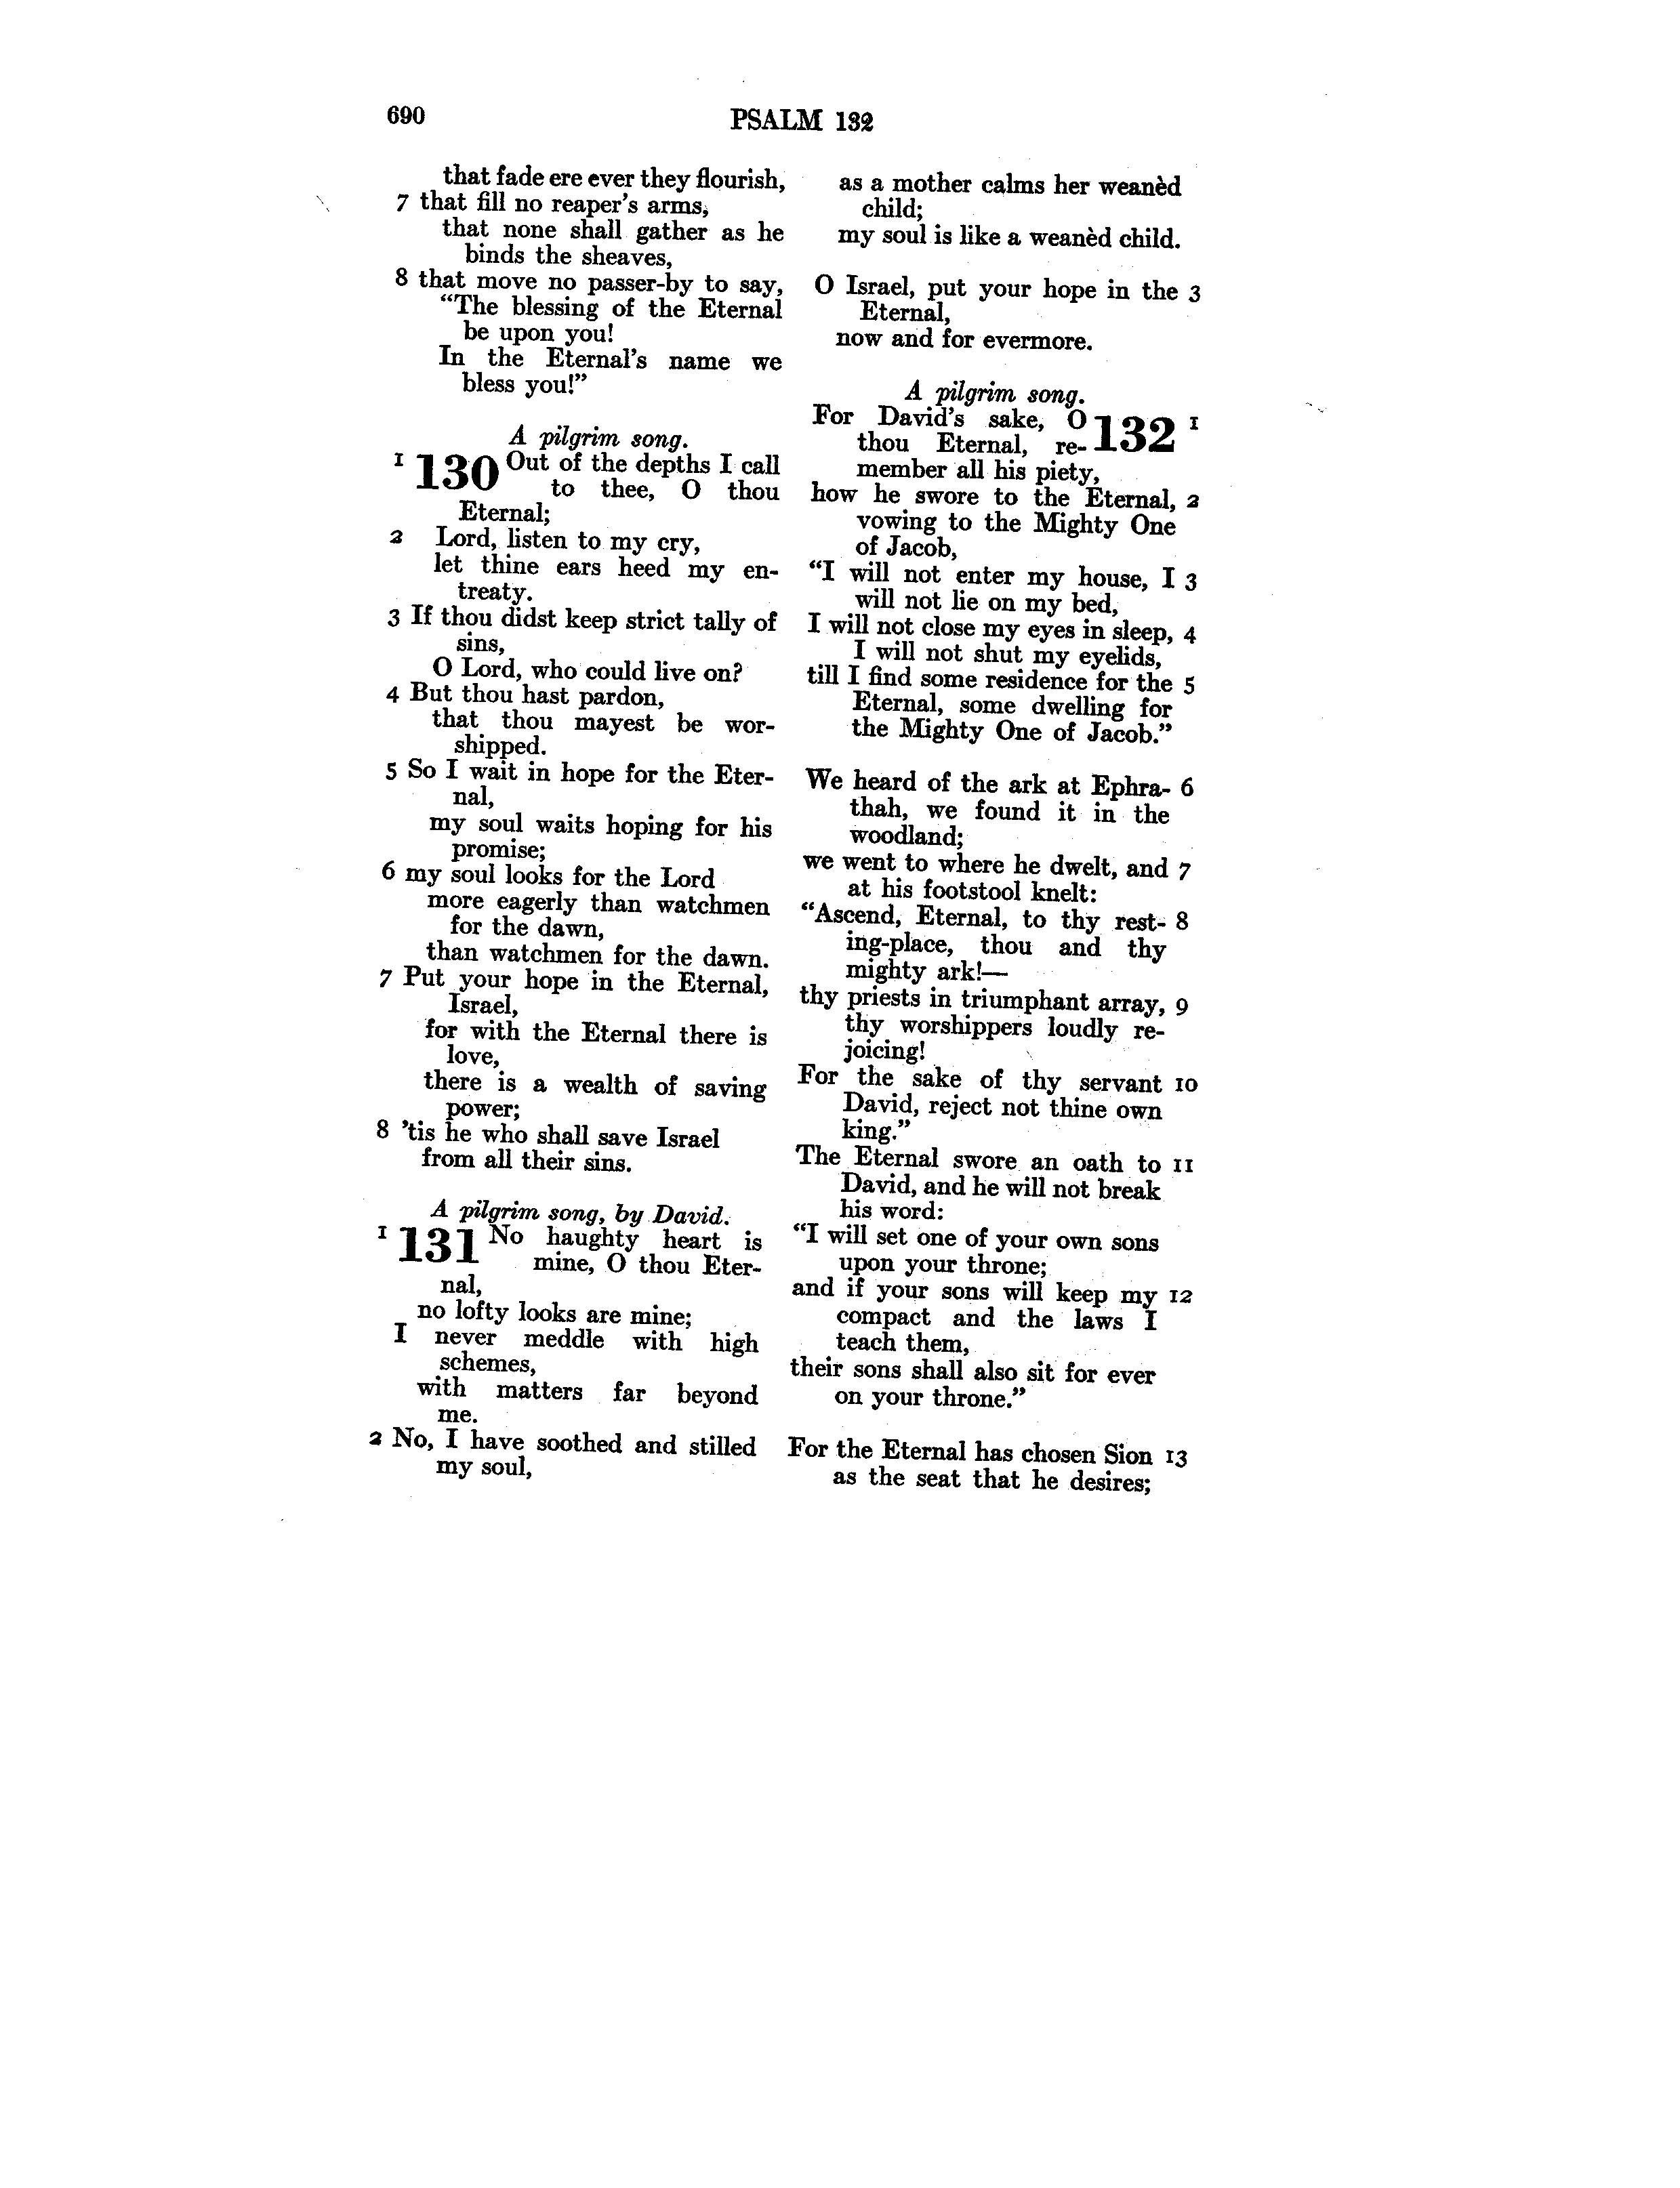 690
PSALM 132
that fade ere ever they flourish,
7 that fill no reaper's arms,
that none shall gather as he
binds the sheaves,
8 that move no passer-by to say,
“The blessing of the Eternal
be upon you!
In the Eternal's name we
bless you!”
A pilgrim song.
1 130 Out of the depths I call
to thee, O thou
Eternal;
2 Lord, listen to my cry,
let thine ears heed my en-
treaty.
3 If thou didst keep strict tally of
sins,
O Lord, who could live on?
4 But thou hast pardon,
that thou mayest be wor-
shipped.
5 So I wait in hope for the Eter-
nal,
my soul waits hoping for his
promise;
6 my soul looks for the Lord
more eagerly than watchmen
for the dawn,
than watchmen for the dawn.
7 Put your hope in the Eternal,
Israel,
for with the Eternal there is
love,
there is a wealth of saving
power;
8 'tis he who shall save Israel
from all their sins.
A pilgrim song, by David.
1 131 No haughty heart is
mine, O thou Eter-
nal,
no lofty looks are mine;
I never meddle with high
schemes,
with matters far beyond
me.
2 No, I have soothed and stilled
my soul,
as a mother calms her weanèd
child;
my soul is like a weanèd child.
O Israel, put your hope in the 3
Eternal,
now and for evermore.
A pilgrim song.
For David's sake, O 132 1
thou Eternal, re-
member all his piety,
how he swore to the Eternal, 2
vowing to the Mighty One
of Jacob,
“I will not enter my house, I 3
will not lie on my bed,
I will not close my eyes in sleep, 4
I will not shut my eyelids,
till I find some residence for the 5
Eternal, some dwelling for
the Mighty One of Jacob.”
We heard of the ark at Ephra- 6
thah, we found it in the
woodland;
we went to where he dwelt, and 7
at his footstool knelt:
“Ascend, Eternal, to thy rest- 8
ing-place, thou and thy
mighty ark!—
thy priests in triumphant array, 9
thy worshippers loudly re-
joicing!
For the sake of thy servant 10
David, reject not thine own
king.”
The Eternal swore an oath to 11
David, and he will not break
his word:
“I will set one of your own sons
upon your throne;
and if your sons will keep my 12
compact and the laws I
teach them,
their sons shall also sit for ever
on your throne.”
For the Eternal has chosen Sion 13
as the seat that he desires;